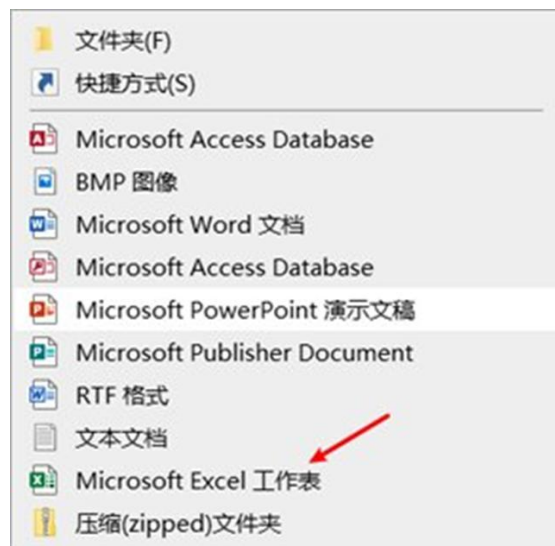 文件夹(F)
快捷方式(S)
Microsoft Access Database
BMP 图像
Microsoft Word 文档
Microsoft Access Database
Microsoft PowerPoint 演示文稿
Microsoft Publisher Document
RTF 格式
文本文档
Microsoft Excel 工作表
压缩(zipped)文件夹